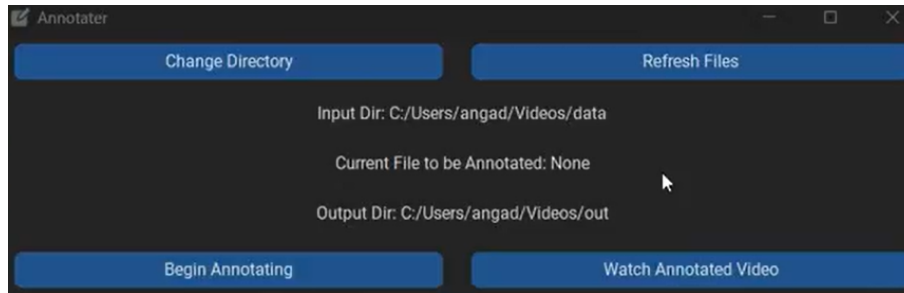 Annotater
Change Directory Refresh Files
Input Dir: C:/Users/angad/Videos/data
Current File to be Annotated: None
Output Dir: C:/Users/angad/Videos/out
Begin Annotating Watch Annotated Video